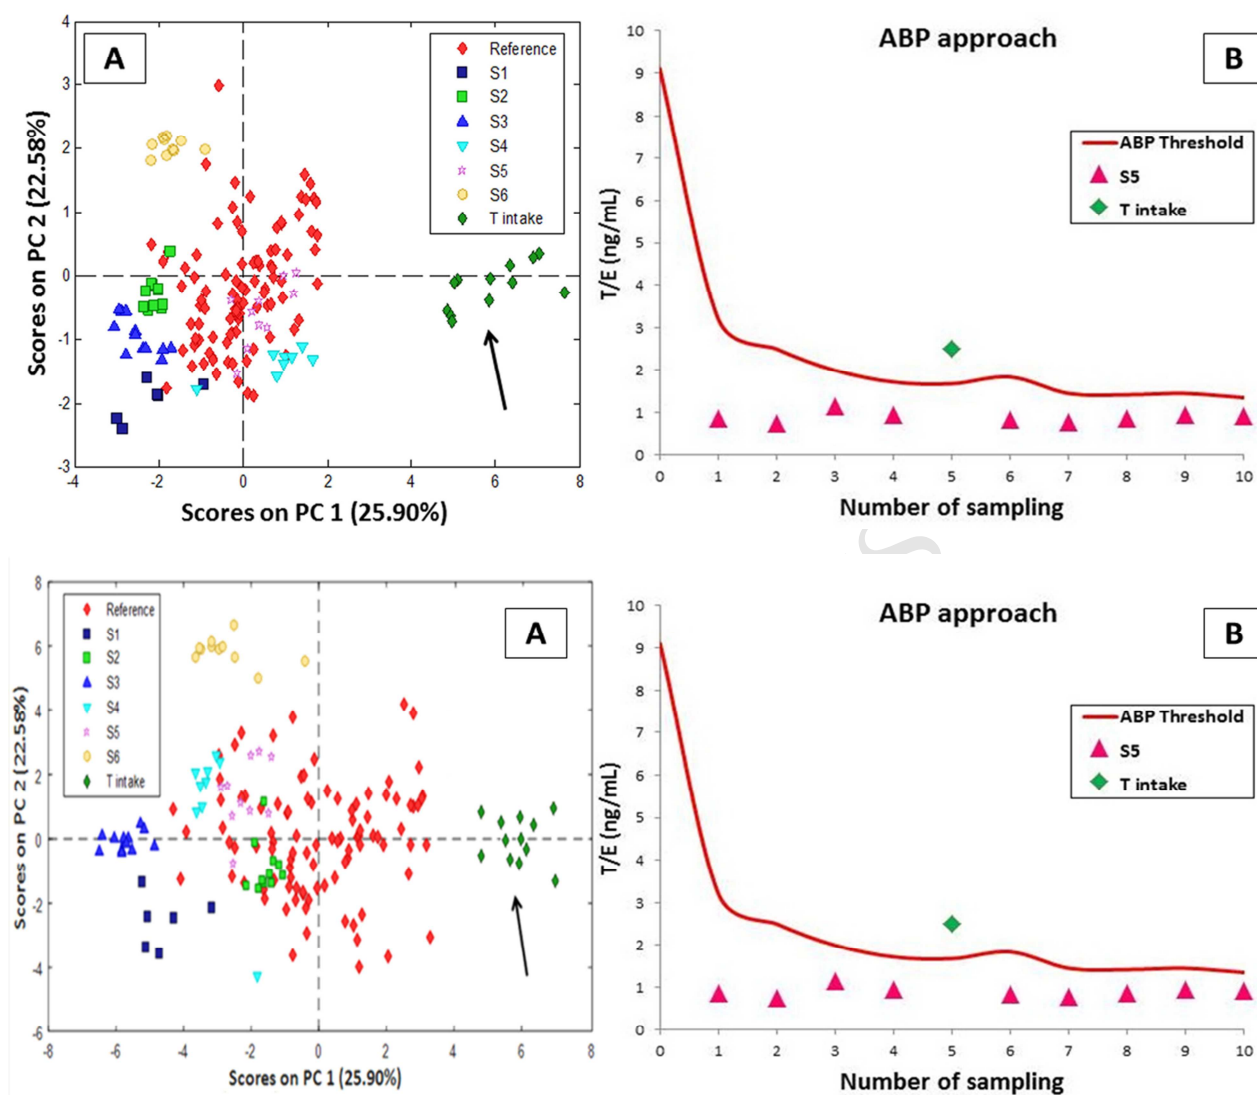 A
Reference
S1
S2
S3
S4
S5
S6
T intake
4
3
2
1
0
-1
-2
-3
-4 -2 0 2 4 6 8
Scores on PC 2 (22.58%)
Scores on PC 1 (25.90%)
ABP approach
B
ABP Threshold
S5
T intake
10
9
8
7
6
5
4
3
2
1
0
0 1 2 3 4 5 6 7 8 9 10
T/E (ng/mL)
Number of sampling
A
Reference
S1
S2
S3
S4
S5
S6
T intake
8
6
4
2
0
-2
-4
-6
-8 -6 -4 -2 0 2 4 6 8
Scores on PC 2 (22.58%)
Scores on PC 1 (25.90%)
ABP approach
B
ABP Threshold
S5
T intake
10
9
8
7
6
5
4
3
2
1
0
0 1 2 3 4 5 6 7 8 9 10
T/E (ng/mL)
Number of sampling